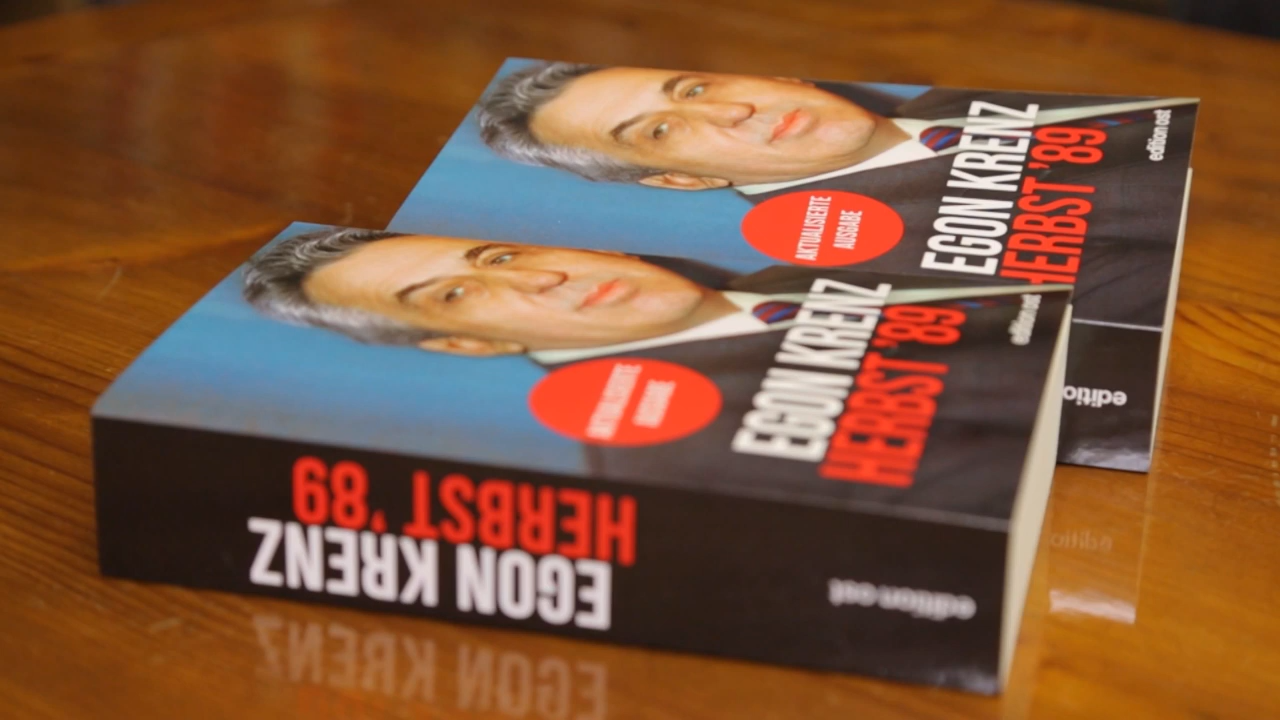 EGON KRENZ
HERBST '89
edition ost
AKTUALISIERTE
AUSGABE
editio
EGON KRENZ
HERBST '89
edition ost
AKTUALISIERTE
AUSGABE
HERBST '89
EGON KRENZ
edition ost